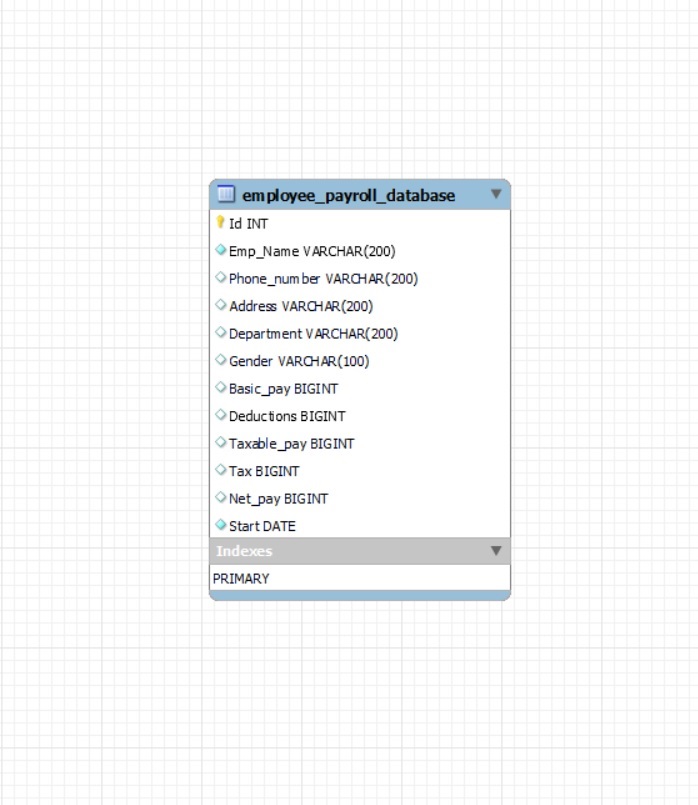 employee_payroll_database
Id INT
Emp_Name VARCHAR(200)
Phone_number VARCHAR(200)
Address VARCHAR(200)
Department VARCHAR(200)
Gender VARCHAR(100)
Basic_pay BIGINT
Deductions BIGINT
Taxable_pay BIGINT
Tax BIGINT
Net_pay BIGINT
Start DATE
Indexes
PRIMARY